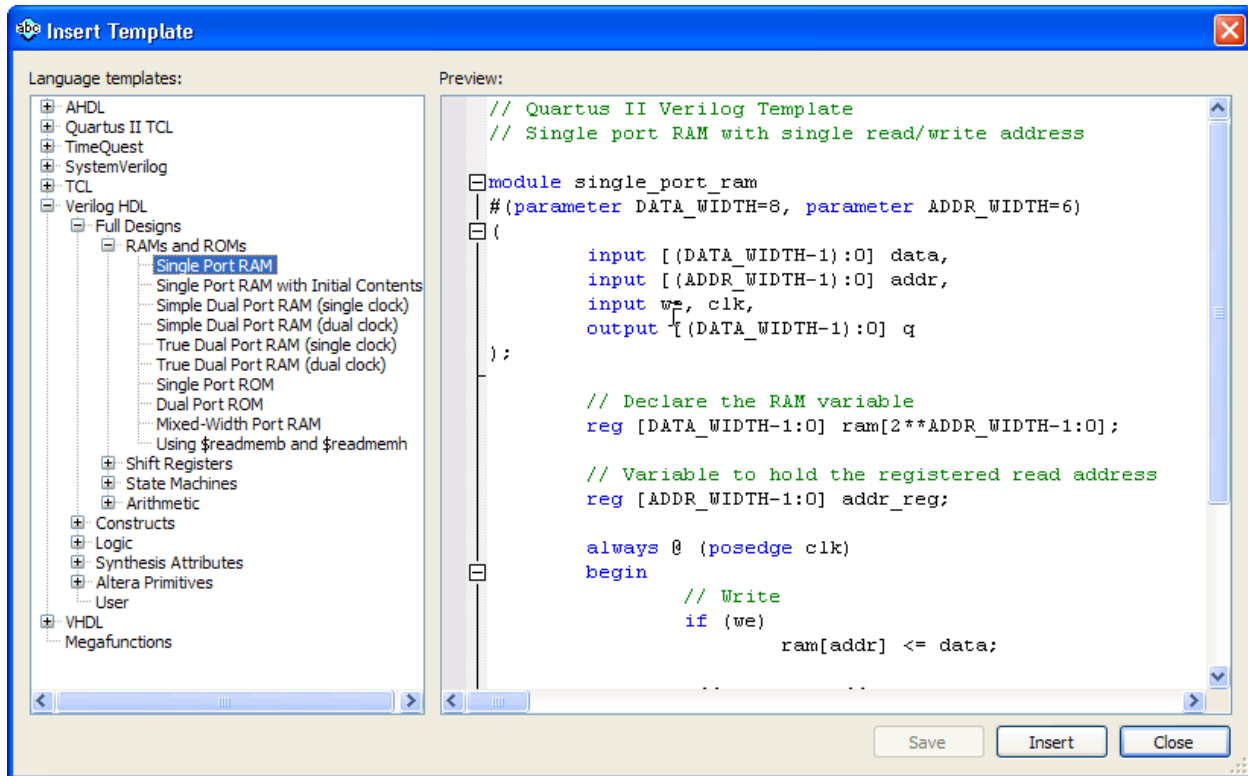 Insert Template
Language templates:
AHDL
Quartus II TCL
TimeQuest
SystemVerilog
TCL
Verilog HDL
Full Designs
RAMs and ROMs
Single Port RAM
Single Port RAM with Initial Contents
Simple Dual Port RAM (single clock)
Simple Dual Port RAM (dual clock)
True Dual Port RAM (single clock)
True Dual Port RAM (dual clock)
Single Port ROM
Dual Port ROM
Mixed-Width Port RAM
Using $readmemb and $readmemh
Shift Registers
State Machines
Arithmetic
Constructs
Logic
Synthesis Attributes
Altera Primitives
User
VHDL
Megafunctions
Preview:
// Quartus II Verilog Template
// Single port RAM with single read/write address
module single_port_ram
#(parameter DATA_WIDTH=8, parameter ADDR_WIDTH=6)
(
input [(DATA_WIDTH-1):0] data,
input [(ADDR_WIDTH-1):0] addr,
input we, clk,
output [(DATA_WIDTH-1):0] q
);
// Declare the RAM variable
reg [DATA_WIDTH-1:0] ram[2**ADDR_WIDTH-1:0];
// Variable to hold the registered read address
reg [ADDR_WIDTH-1:0] addr_reg;
always @ (posedge clk)
begin
// Write
if (we)
ram[addr] <= data;
Save
Insert
Close